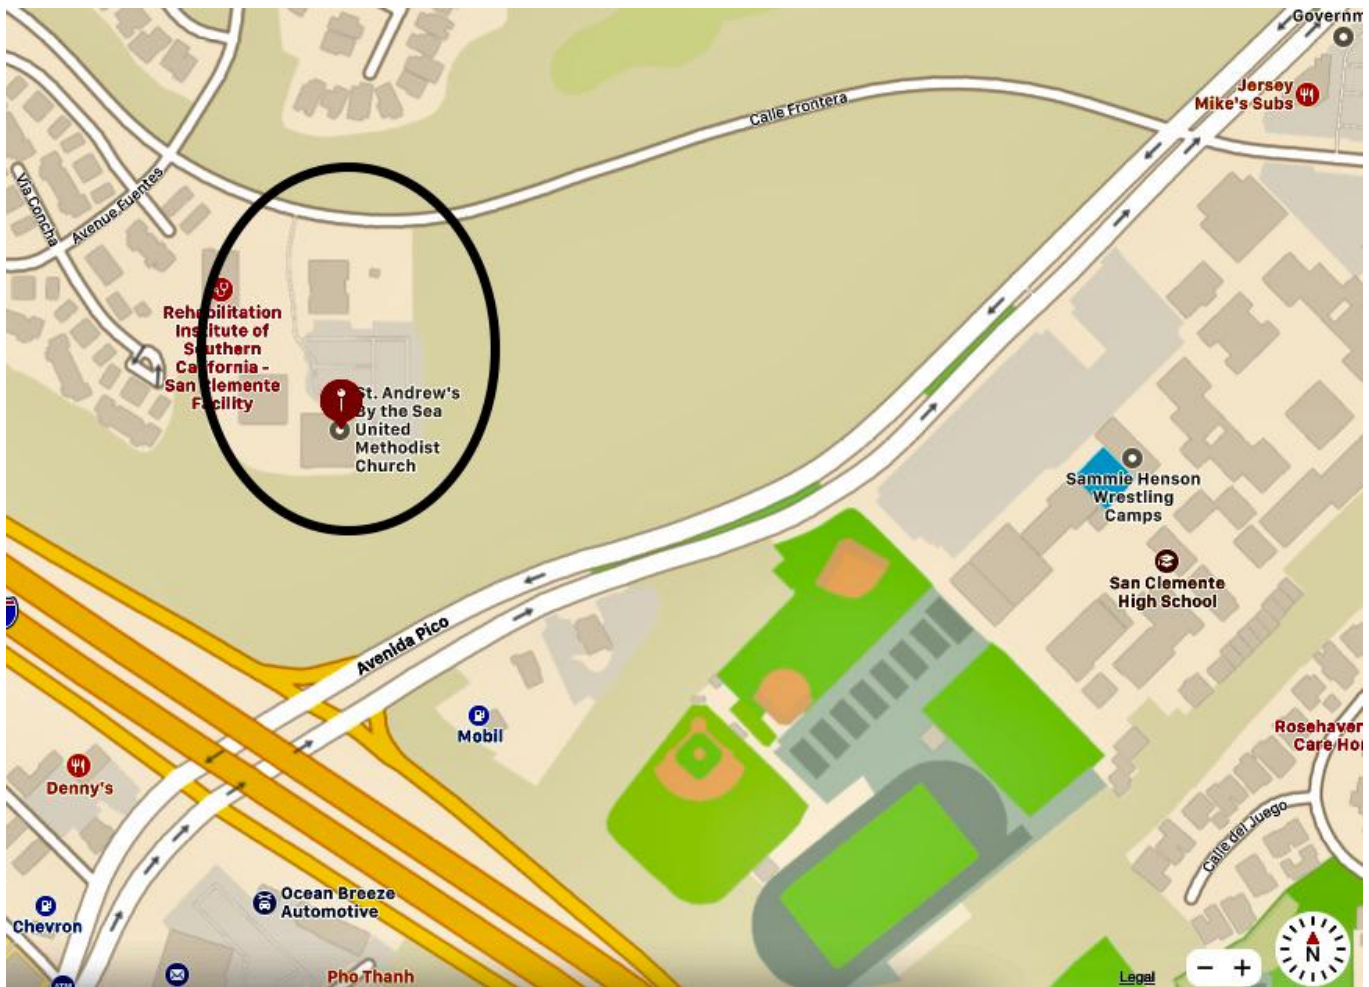 Governm
Jersey
Mike's Subs
Calle Frontera
Via Concha
Avenue Fuentes
Rehabilitation
Institute of
Southern
California -
San Clemente
Facility
St. Andrew's
By the Sea
United
Methodist
Church
Sammie Henson
Wrestling
Camps
San Clemente
High School
Avenida Pico
Mobil
Rosehaven
Care Ho
Denny's
Calle del Juego
Ocean Breeze
Automotive
Chevron
Pho Thanh
ATM
Legal
− +
N